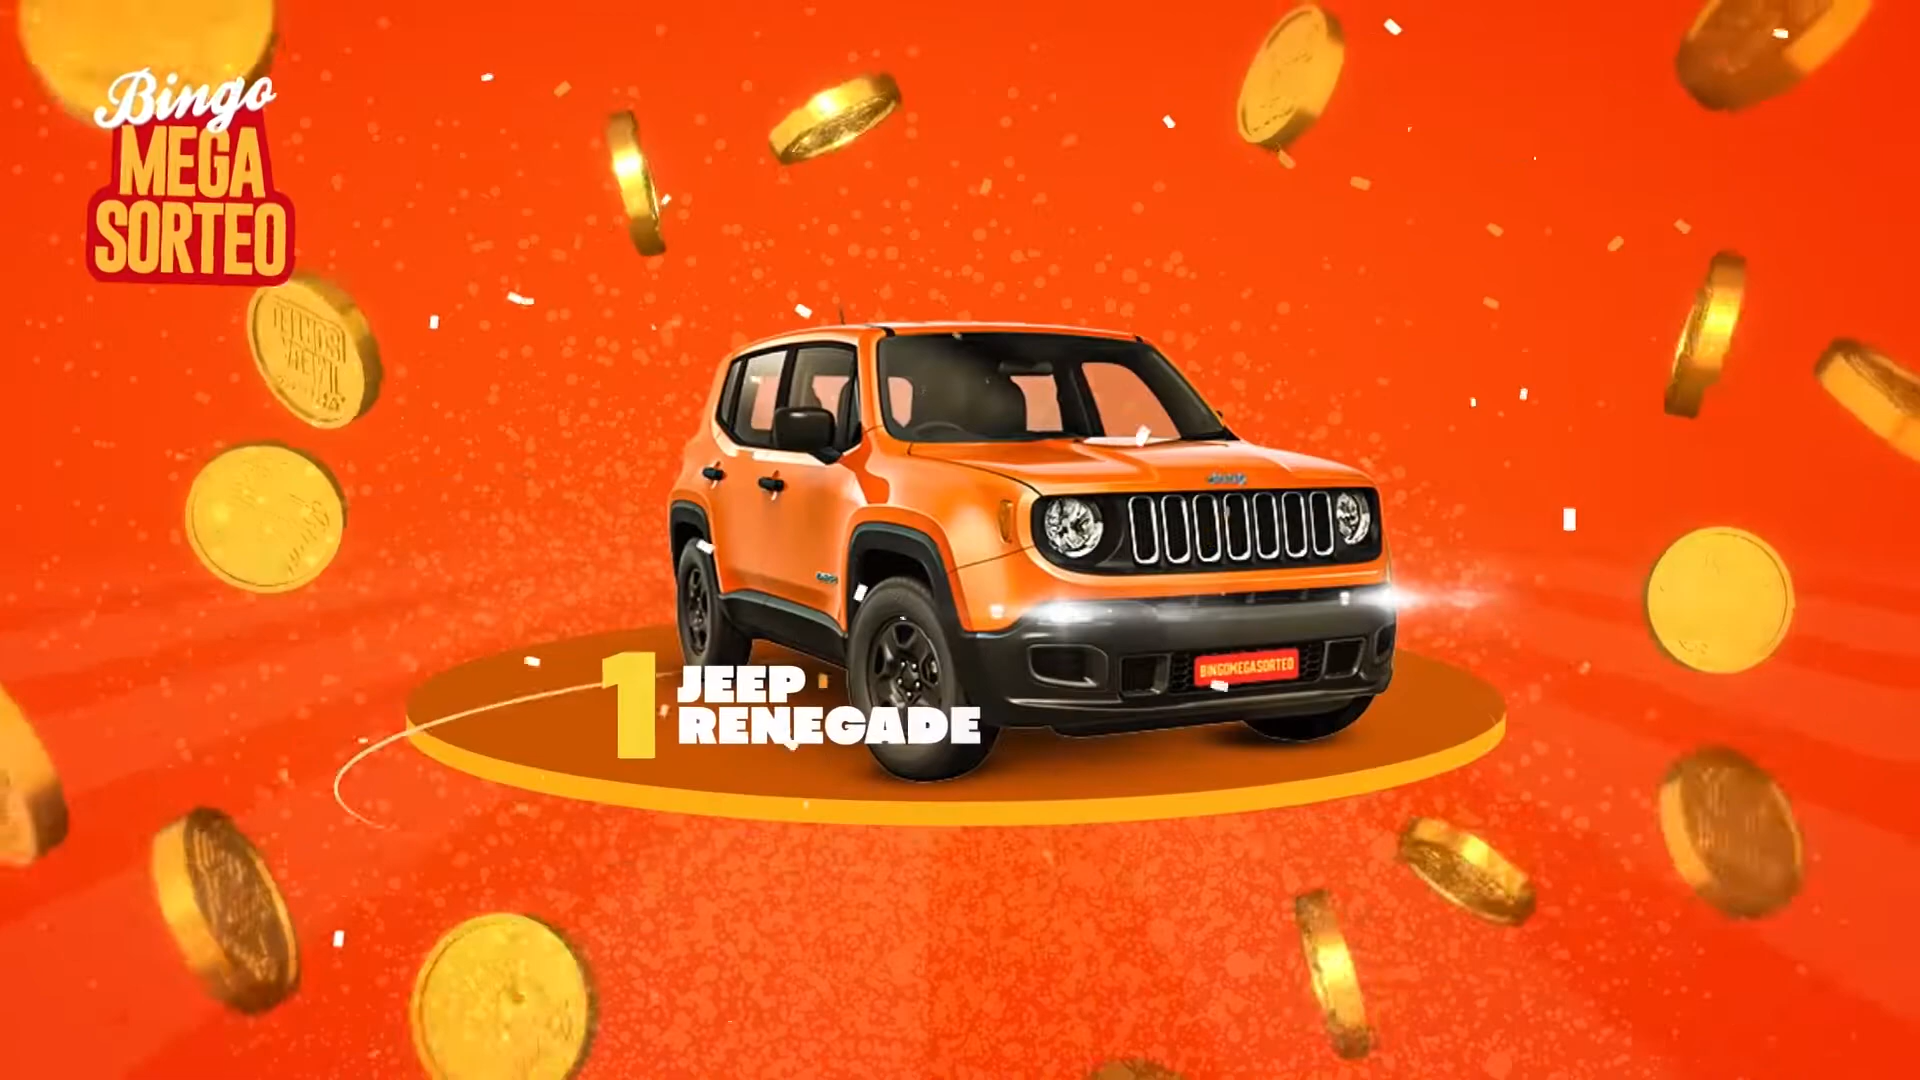 Bingo
MEGA
SORTEO
1 JEEP
RENEGADE
BINGOMEGASORTEO